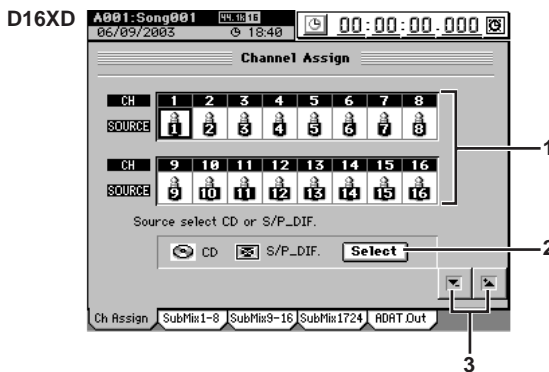 D16XD
A001:Song001 44.1k 16
06/09/2003 18:40 00:00:00.000
Channel Assign
CH 1 2 3 4 5 6 7 8
SOURCE 1 2 3 4 5 6 7 8
1
CH 9 10 11 12 13 14 15 16
SOURCE 9 10 11 12 13 14 15 16
Source select CD or S/P_DIF.
CD S/P_DIF. Select
2
Ch Assign SubMix1-8 SubMix9-16 SubMix1724 ADAT Out
3